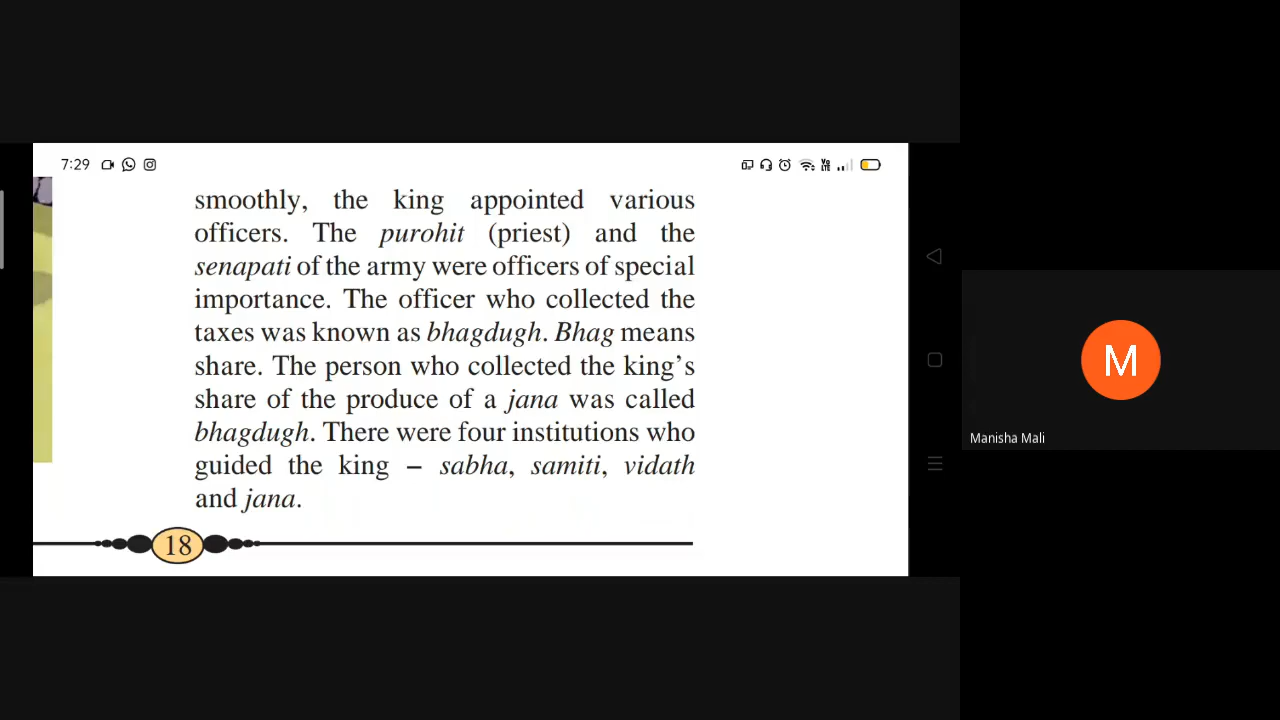 7:29
smoothly, the king appointed various
officers. The purohit (priest) and the
senapati of the army were officers of special
importance. The officer who collected the
taxes was known as bhagdugh. Bhag means
share. The person who collected the king's
share of the produce of a jana was called
bhagdugh. There were four institutions who
guided the king – sabha, samiti, vidath
and jana.
18
M
Manisha Mali